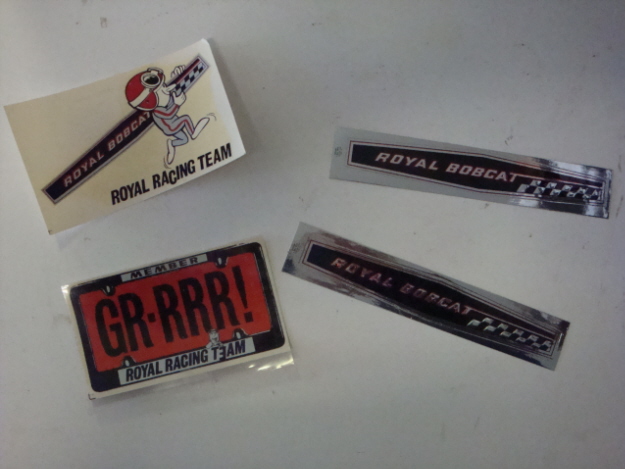 ROYAL BOBCAT
ROYAL RACING TEAM
ROYAL BOBCAT
ROYAL BOBCAT
MEMBER
GR-RRR!
ROYAL RACING TEAM